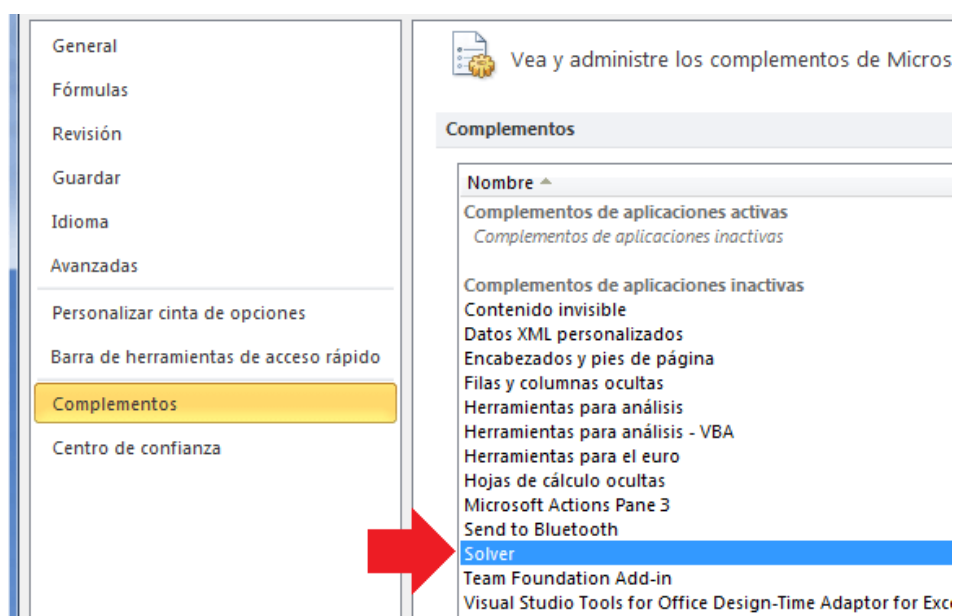 General
Fórmulas
Revisión
Guardar
Idioma
Avanzadas
Personalizar cinta de opciones
Barra de herramientas de acceso rápido
Complementos
Centro de confianza
Vea y administre los complementos de Micros
Complementos
Nombre
Complementos de aplicaciones activas
Complementos de aplicaciones inactivas
Complementos de aplicaciones inactivas
Contenido invisible
Datos XML personalizados
Encabezados y pies de página
Filas y columnas ocultas
Herramientas para análisis
Herramientas para análisis - VBA
Herramientas para el euro
Hojas de cálculo ocultas
Microsoft Actions Pane 3
Send to Bluetooth
Solver
Team Foundation Add-in
Visual Studio Tools for Office Design-Time Adaptor for Exce